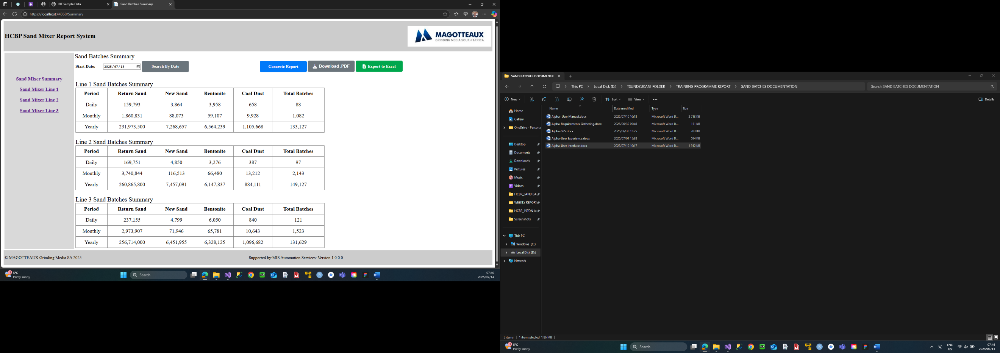 PIT Sample Data
Sand Batches Summary
https://localhost:44360/Summary
HCBP Sand Mixer Report System
MAGOTTEAUX
GRINDING MEDIA SOUTH AFRICA
Sand Mixer Summary
Sand Mixer Line 1
Sand Mixer Line 2
Sand Mixer Line 3
Sand Batches Summary
Start Date: 2025/07/13 Search By Date Generate Report Download .PDF Export to Excel
Line 1 Sand Batches Summary
Period Return Sand New Sand Bentonite Coal Dust Total Batches
Daily 159,793 3,864 3,958 658 88
Monthly 1,860,831 88,073 59,107 9,928 1,082
Yearly 231,973,500 7,268,657 6,564,239 1,105,668 133,127
Line 2 Sand Batches Summary
Period Return Sand New Sand Bentonite Coal Dust Total Batches
Daily 169,751 4,850 3,276 387 97
Monthly 3,740,844 116,513 66,480 13,212 2,143
Yearly 260,865,800 7,457,091 6,147,837 884,111 149,127
Line 3 Sand Batches Summary
Period Return Sand New Sand Bentonite Coal Dust Total Batches
Daily 237,155 4,799 6,050 840 121
Monthly 2,973,907 71,946 65,781 10,643 1,523
Yearly 256,714,000 6,451,955 6,328,125 1,096,682 131,629
© MAGOTTEAUX Grinding Media SA 2025 Supported by:MIS Automation Services: Version 1.0.0.0
5°C
Partly sunny
Search
07:46
2025/07/14
SAND BATCHES DOCUMENTA
This PC > Local Disk (D:) > TSUNDZUKANI FOLDER > TRAINIING PROGRAMME REPORT > SAND BATCHES DOCUMENTATION
Search SAND BATCHES DOCUMENTATION
New Sort View Details
Name Date modified Type Size
Alpha- User Manual.docx 2025/07/10 10:18 Microsoft Word D... 2 713 KB
Alpha-Requirements Gathering.docx 2025/06/30 09:46 Microsoft Word D... 151 KB
Alpha-SRS.docx 2025/06/30 12:25 Microsoft Word D... 783 KB
Alpha-User Experience.docx 2025/07/01 15:38 Microsoft Word D... 594 KB
Alpha-User Interface.docx 2025/07/10 10:17 Microsoft Word D... 1 912 KB
Home
Gallery
OneDrive - Persona
Desktop
Documents
Downloads
Pictures
Music
Videos
HCBP_SAND BA
WEEKLY REPORT
HCBP_15TON A
Screenshots
This PC
Windows (C:)
Local Disk (D:)
Network
5 items | 1 item selected 1,86 MB |
5°C
Partly sunny
Search
ENG
US
07:46
2025/07/14